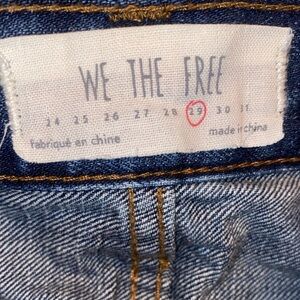 WE THE FREE
24 25 26 27 28 29 30 31
fabriqué en chine made in china